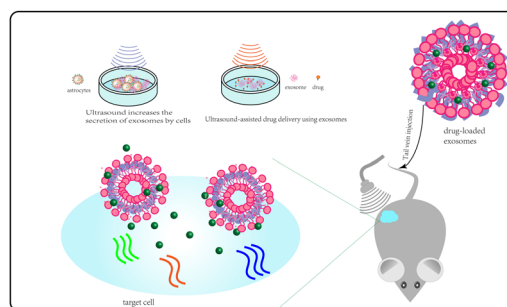 astrocytes
Ultrasound increases the
secretion of exosomes by cells
exosome
drug
Ultrasound-assisted drug delivery using exosomes
drug-loaded
exosomes
Tail vein injection
target cell